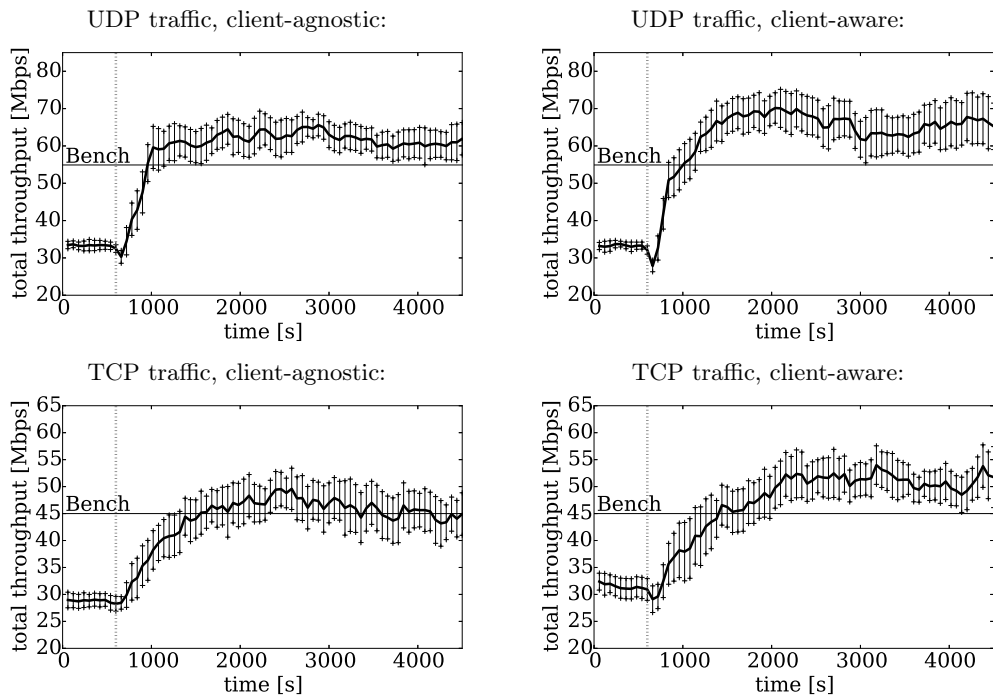 UDP traffic, client-agnostic:
total throughput [Mbps]
80
70
60
50
40
30
20
Bench
0 1000 2000 3000 4000
time [s]
UDP traffic, client-aware:
total throughput [Mbps]
80
70
60
50
40
30
20
Bench
0 1000 2000 3000 4000
time [s]
TCP traffic, client-agnostic:
total throughput [Mbps]
65
60
55
50
45
40
35
30
25
20
Bench
0 1000 2000 3000 4000
time [s]
TCP traffic, client-aware:
total throughput [Mbps]
65
60
55
50
45
40
35
30
25
20
Bench
0 1000 2000 3000 4000
time [s]